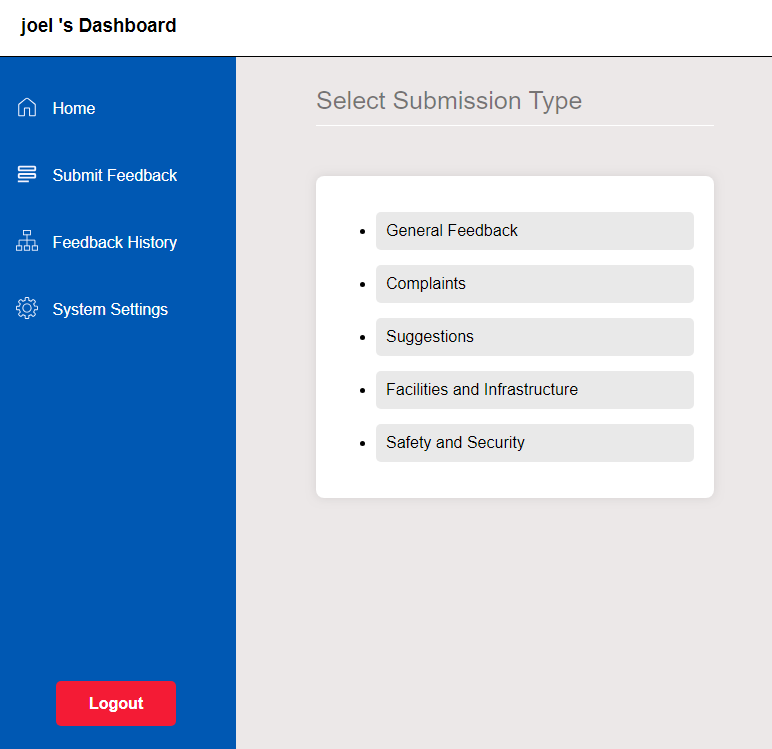 joel 's Dashboard
Home
Submit Feedback
Feedback History
System Settings
Logout
Select Submission Type
General Feedback
Complaints
Suggestions
Facilities and Infrastructure
Safety and Security